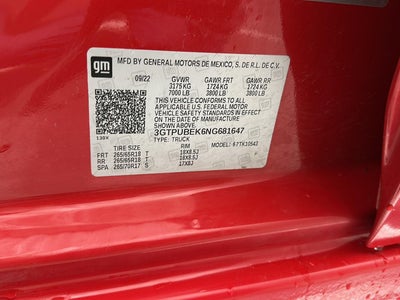 gm
MFD BY GENERAL MOTORS DE MEXICO, S. DE R.L. DE C.V.
09/22 GVWR GAWR FRT GAWR RR
3175 KG 1724 KG 1724 KG
7000 LB 3800 LB 3800 LB
THIS VEHICLE CONFORMS TO ALL
APPLICABLE U.S. FEDERAL MOTOR
VEHICLE SAFETY STANDARDS IN EFFECT
ON THE DATE OF MANUFACTURE
SHOWN ABOVE.
3GTPUBEK6NG681647
TYPE: TRUCK
TIRE SIZE RIM MODEL:
FRT 265/65R18 T 18X8.5J
RR 265/65R18 T 18X8.5J
SPA 265/70R17 S 17X8J